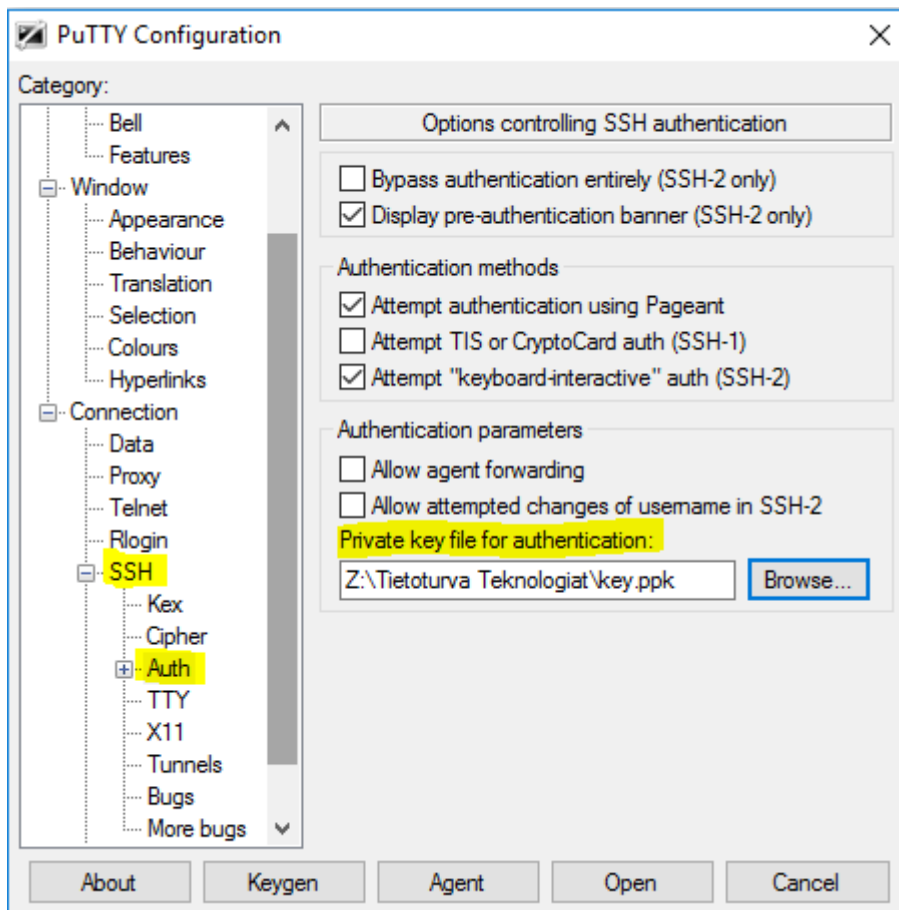 PuTTY Configuration
Category:
Bell
Features
Window
Appearance
Behaviour
Translation
Selection
Colours
Hyperlinks
Connection
Data
Proxy
Telnet
Rlogin
SSH
Kex
Cipher
Auth
TTY
X11
Tunnels
Bugs
More bugs
Options controlling SSH authentication
Bypass authentication entirely (SSH-2 only)
Display pre-authentication banner (SSH-2 only)
Authentication methods
Attempt authentication using Pageant
Attempt TIS or CryptoCard auth (SSH-1)
Attempt "keyboard-interactive" auth (SSH-2)
Authentication parameters
Allow agent forwarding
Allow attempted changes of username in SSH-2
Private key file for authentication:
Z:\Tietoturva Teknologiat\key.ppk
Browse...
About
Keygen
Agent
Open
Cancel